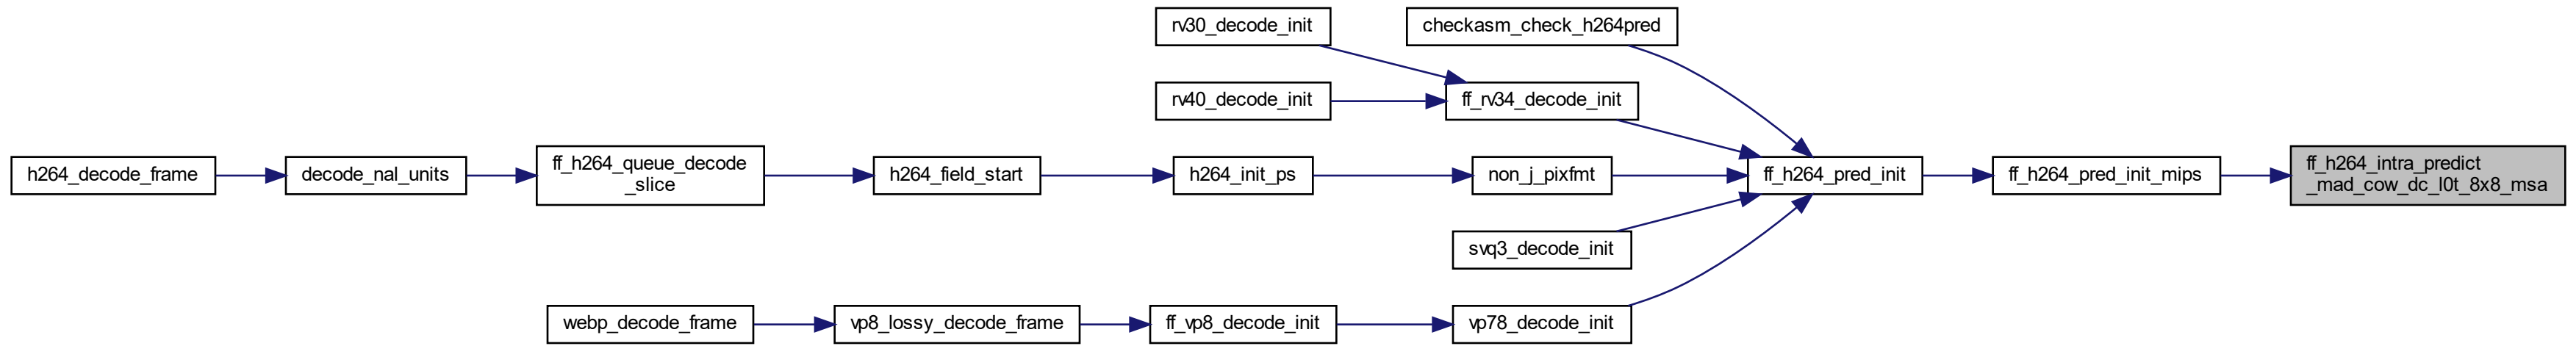 rv30_decode_init
checkasm_check_h264pred
rv40_decode_init
ff_rv34_decode_init
h264_decode_frame
decode_nal_units
ff_h264_queue_decode
_slice
h264_field_start
h264_init_ps
non_j_pixfmt
ff_h264_pred_init
ff_h264_pred_init_mips
ff_h264_intra_predict
_mad_cow_dc_l0t_8x8_msa
svq3_decode_init
webp_decode_frame
vp8_lossy_decode_frame
ff_vp8_decode_init
vp78_decode_init